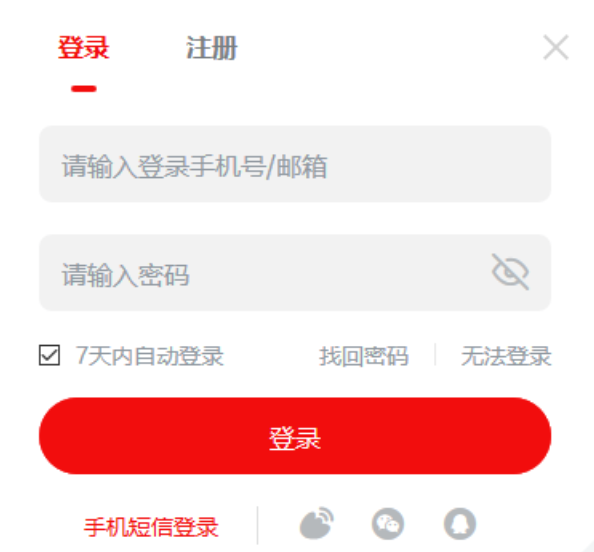 登录 注册
请输入登录手机号/邮箱
请输入密码
7天内自动登录 找回密码 无法登录
登录
手机短信登录